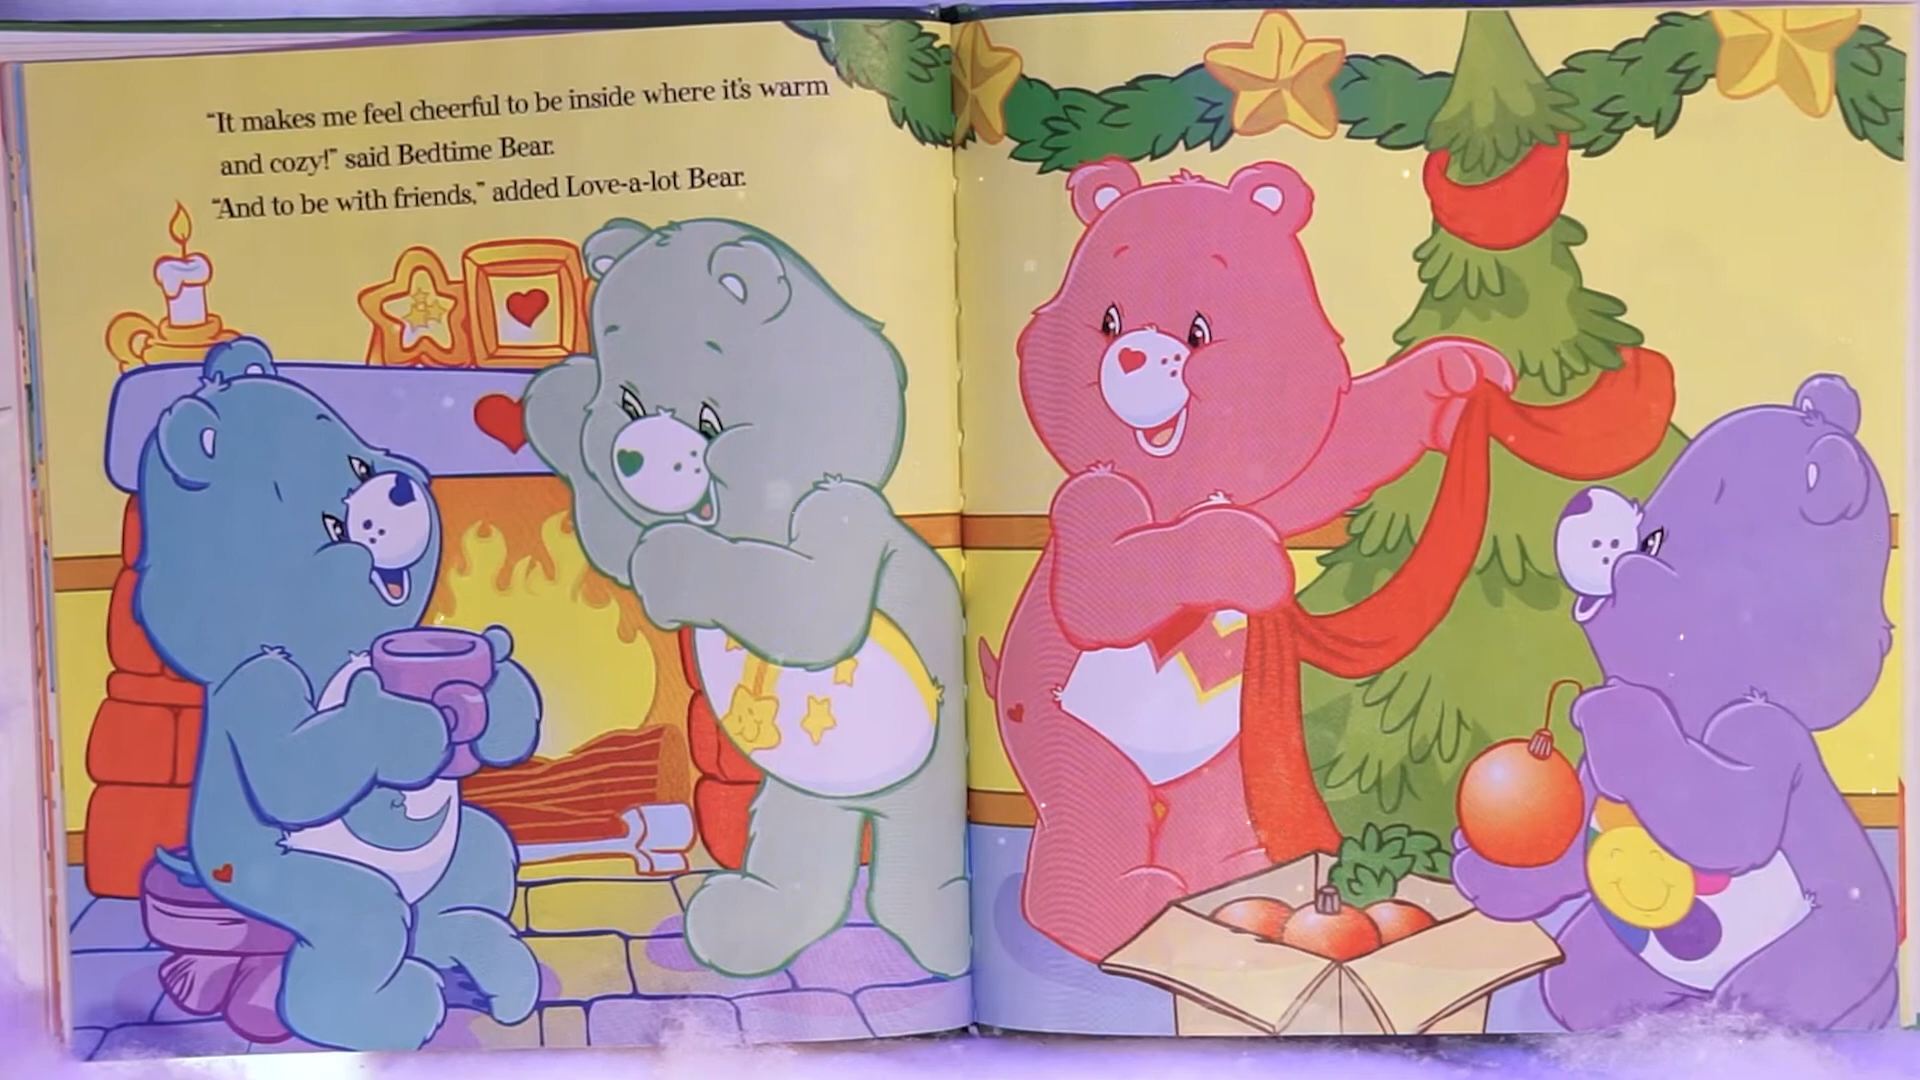 “It makes me feel cheerful to be inside where it’s warm
and cozy!” said Bedtime Bear.
“And to be with friends,” added Love-a-lot Bear.